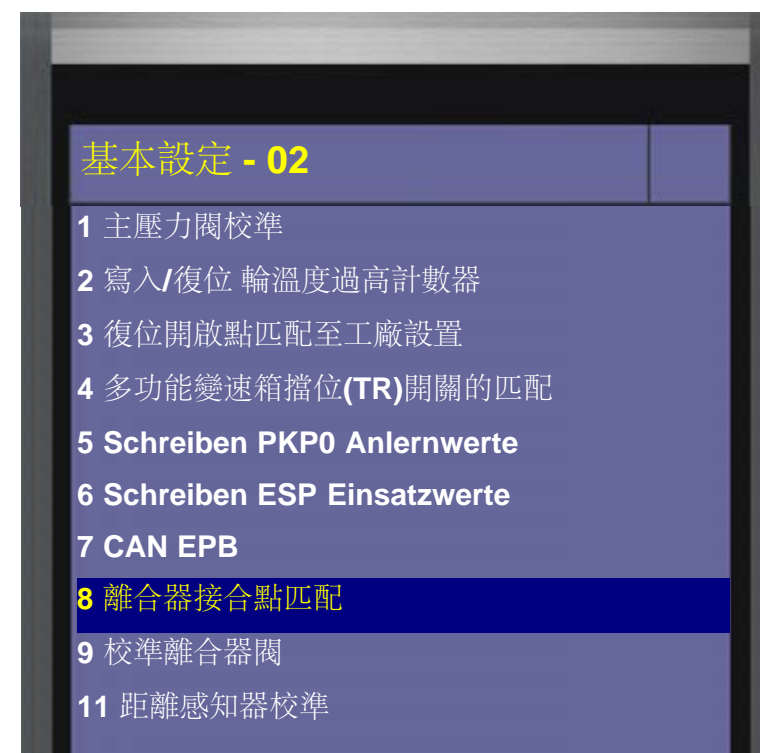 基本設定 - 02
1 主壓力閥校準
2 寫入/復位 輪溫度過高計數器
3 復位開啟點匹配至工廠設置
4 多功能變速箱擋位(TR)開關的匹配
5 Schreiben PKP0 Anlernwerte
6 Schreiben ESP Einsatzwerte
7 CAN EPB
8 離合器接合點匹配
9 校準離合器閥
11 距離感知器校準